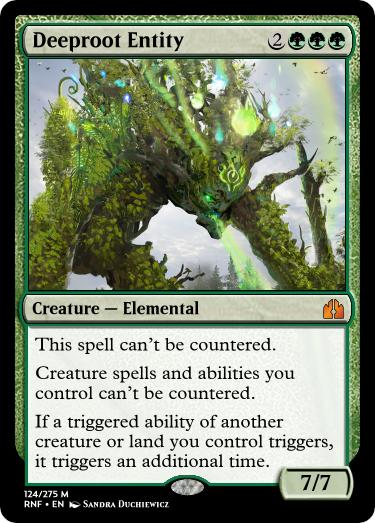 Deeproot Entity 2
Creature — Elemental
This spell can't be countered.
Creature spells and abilities you
control can't be countered.
If a triggered ability of another
creature or land you control triggers,
it triggers an additional time.
7/7
124/275 M
RNF • EN Sandra Duchiewicz